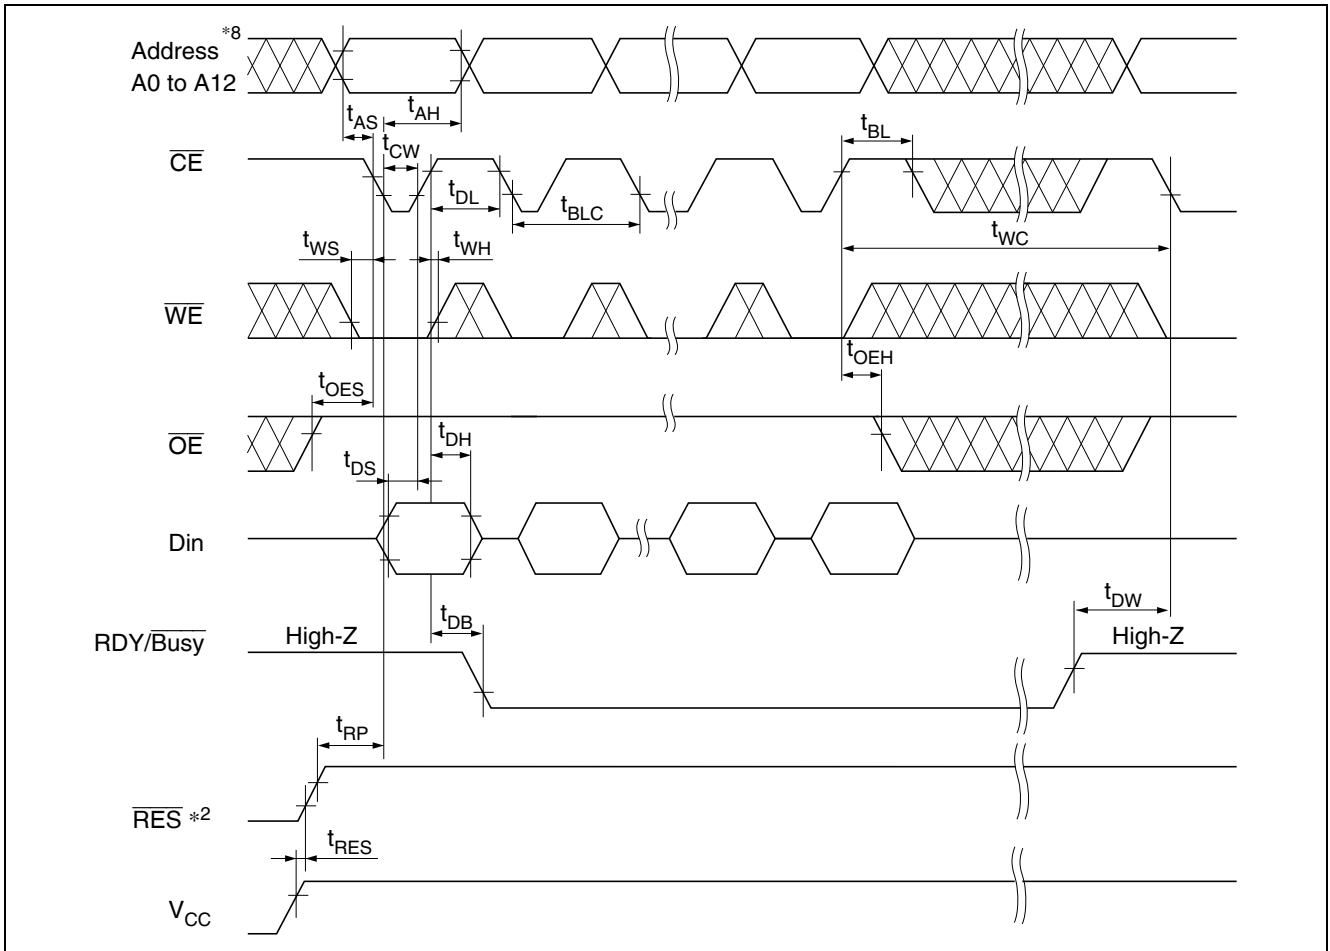 Address *8
A0 to A12
tAS
tAH
CE
tCW
tBL
tDL
tBLC
tWC
tWS
tWH
WE
tOEH
tOES
OE
tDH
tDS
Din
tDB
tDW
RDY/Busy
High-Z
High-Z
tRP
RES *2
tRES
VCC